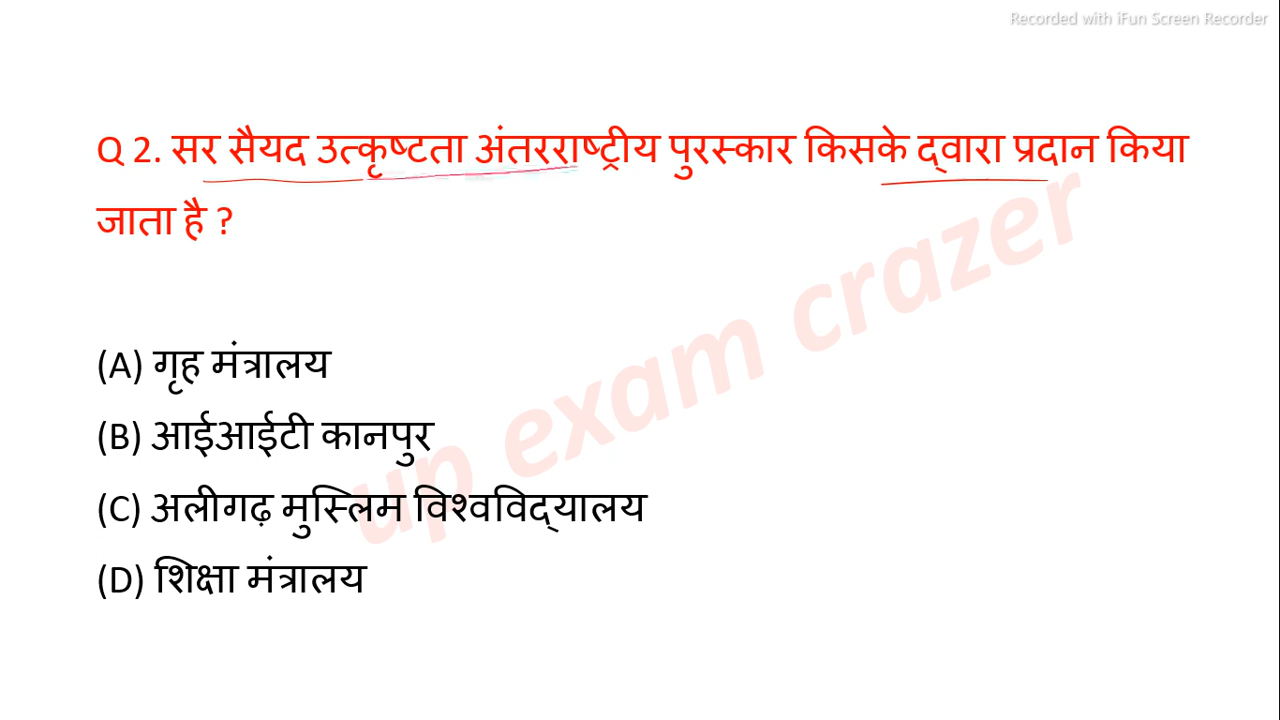 Recorded with iFun Screen Recorder
Q 2. सर सैयद उत्कृष्टता अंतरराष्ट्रीय पुरस्कार किसके द्वारा प्रदान किया
जाता है ?
(A) गृह मंत्रालय
(B) आईआईटी कानपुर
(C) अलीगढ़ मुस्लिम विश्वविद्यालय
(D) शिक्षा मंत्रालय
up exam crazer